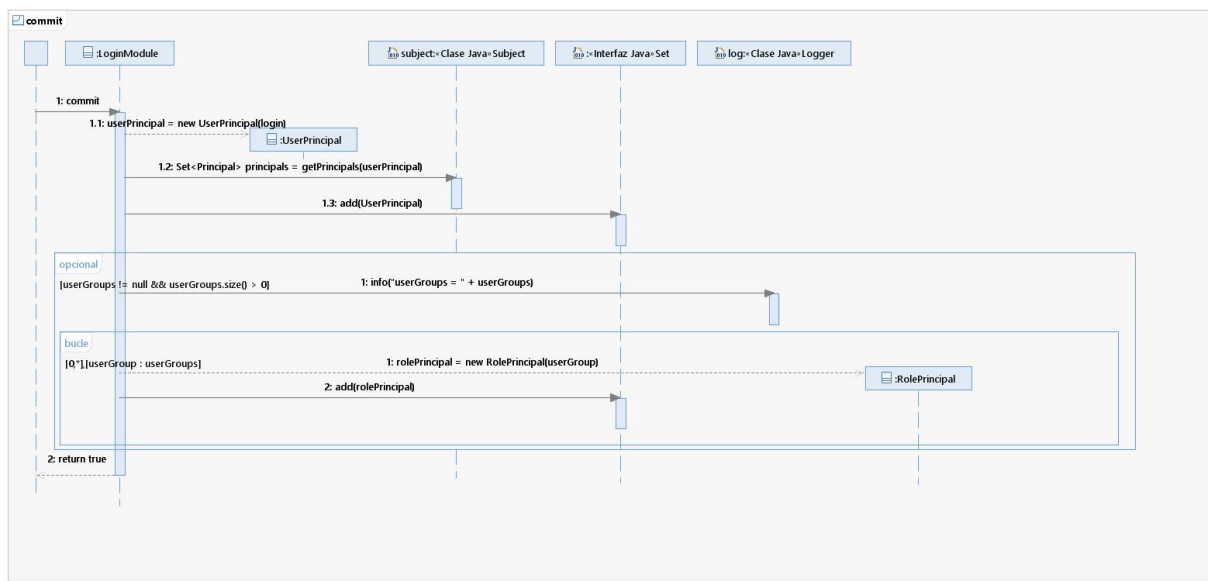 commit
:LoginModule
subject:«Clase Java»Subject
:«Interfaz Java»Set
log:«Clase Java»Logger
1: commit
1.1: userPrincipal = new UserPrincipal(login)
:UserPrincipal
1.2: Set<Principal> principals = getPrincipals(userPrincipal)
1.3: add(UserPrincipal)
opcional
[userGroups != null && userGroups.size() > 0]
1: info("userGroups = " + userGroups)
bucle
[0,*],[userGroup : userGroups]
1: rolePrincipal = new RolePrincipal(userGroup)
:RolePrincipal
2: add(rolePrincipal)
2: return true